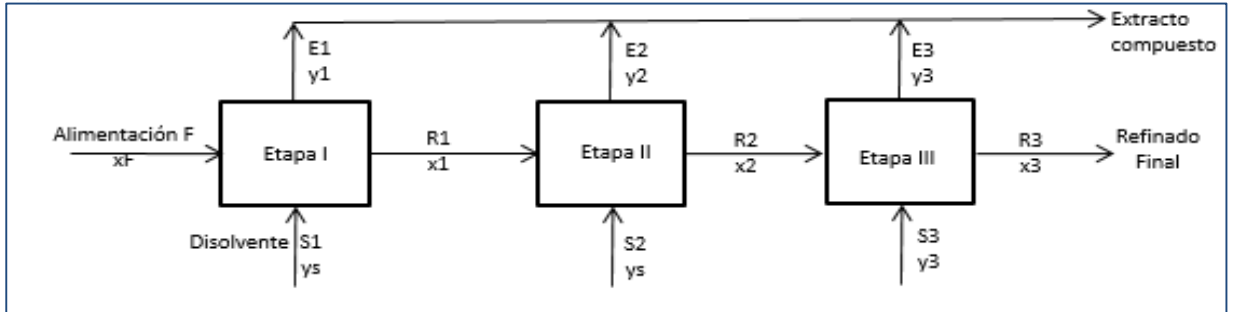 Extracto
compuesto
E1
y1
E2
y2
E3
y3
Alimentación F
xF
Etapa I
R1
x1
Etapa II
R2
x2
Etapa III
R3
x3
Refinado
Final
Disolvente S1
ys
S2
ys
S3
y3